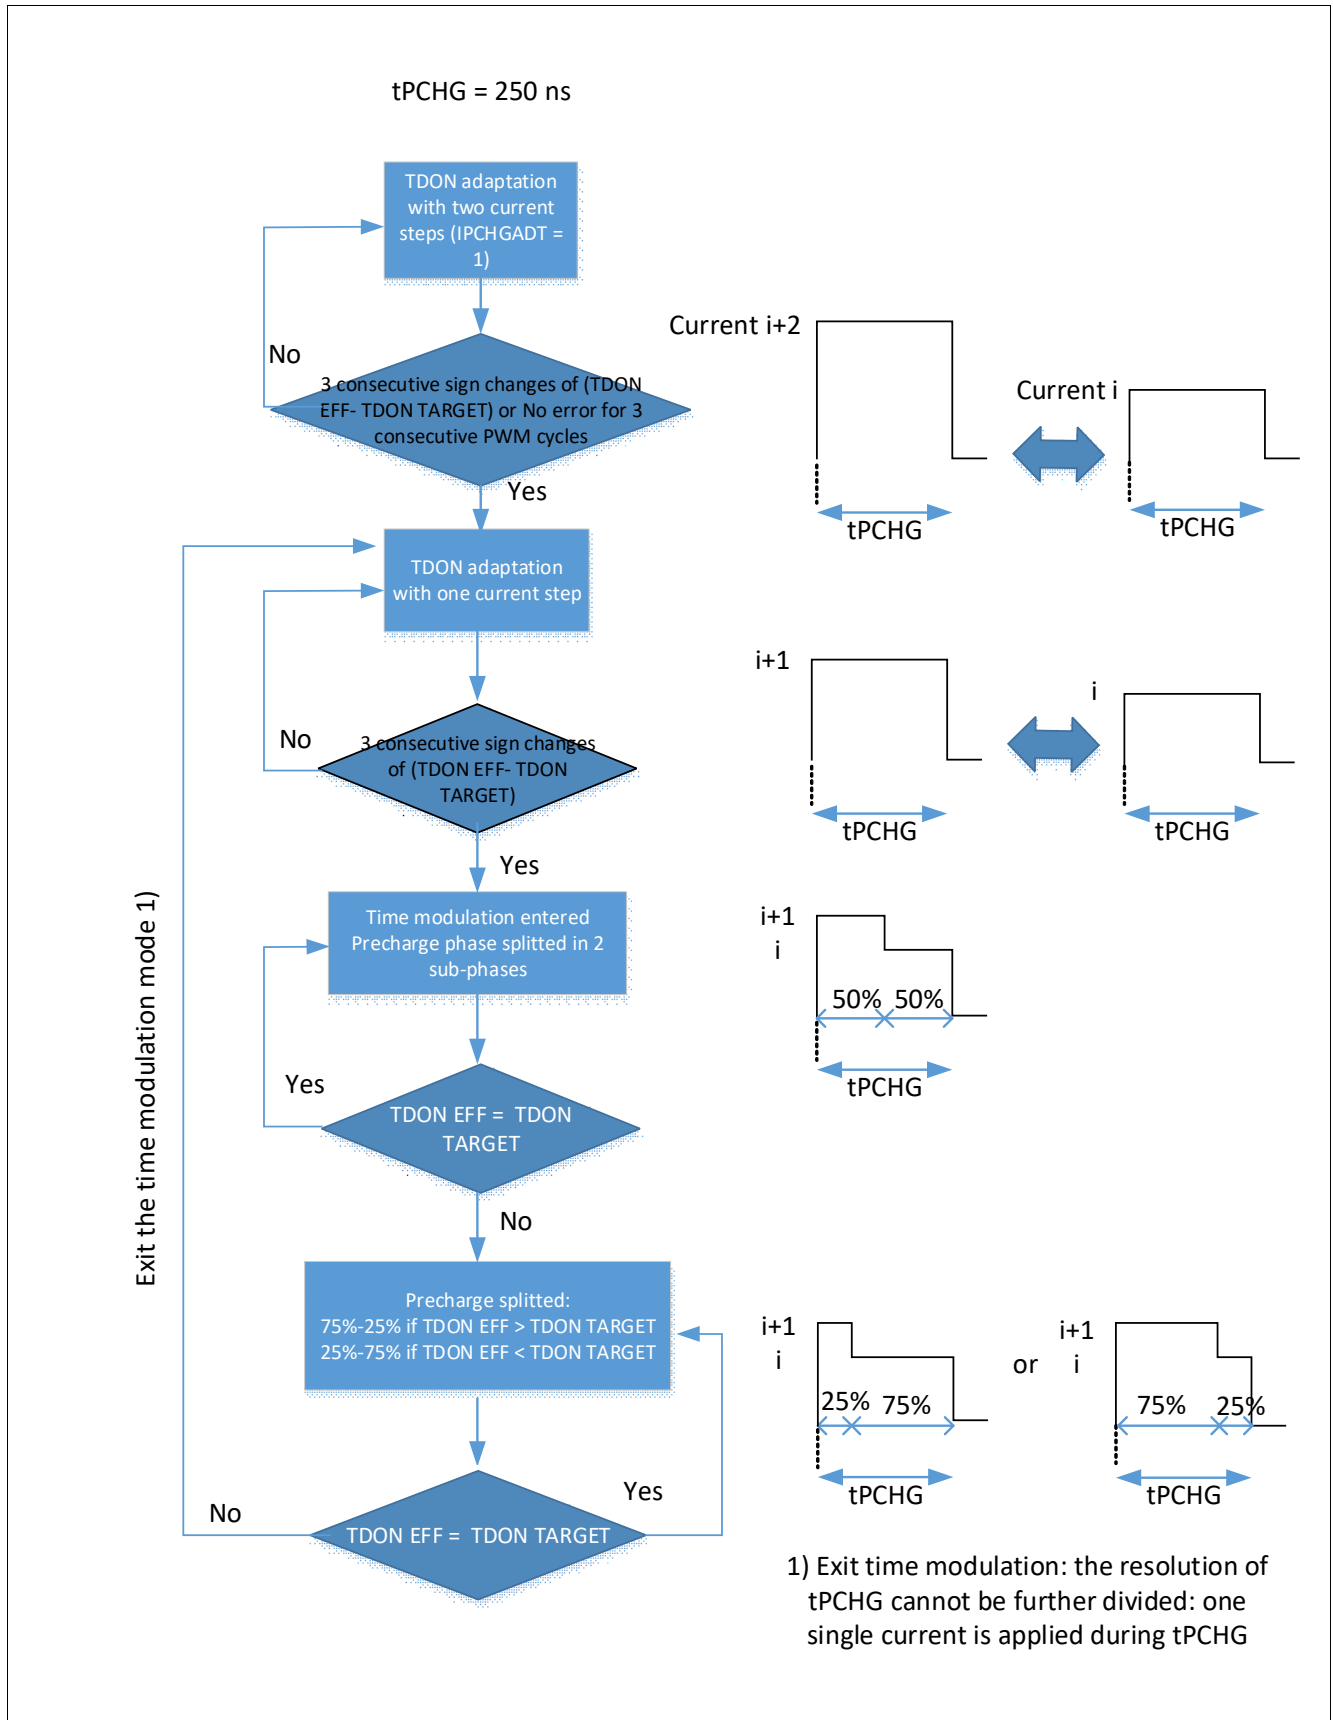 tPCHG = 250 ns
TDON adaptation
with two current
steps (IPCHGADT =
1)
No
3 consecutive sign changes of (TDON
EFF- TDON TARGET) or No error for 3
consecutive PWM cycles
Yes
Current i+2
Current i
tPCHG
tPCHG
TDON adaptation
with one current step
No
3 consecutive sign changes
of (TDON EFF- TDON
TARGET)
Yes
i+1
i
tPCHG
tPCHG
Time modulation entered
Precharge phase splitted in 2
sub-phases
i+1
i
50%
50%
tPCHG
Yes
TDON EFF = TDON
TARGET
No
Exit the time modulation mode 1)
Precharge splitted:
75%-25% if TDON EFF > TDON TARGET
25%-75% if TDON EFF < TDON TARGET
i+1
i
25%
75%
tPCHG
or
i+1
i
75%
25%
tPCHG
No
TDON EFF = TDON TARGET
Yes
1) Exit time modulation: the resolution of
tPCHG cannot be further divided: one
single current is applied during tPCHG